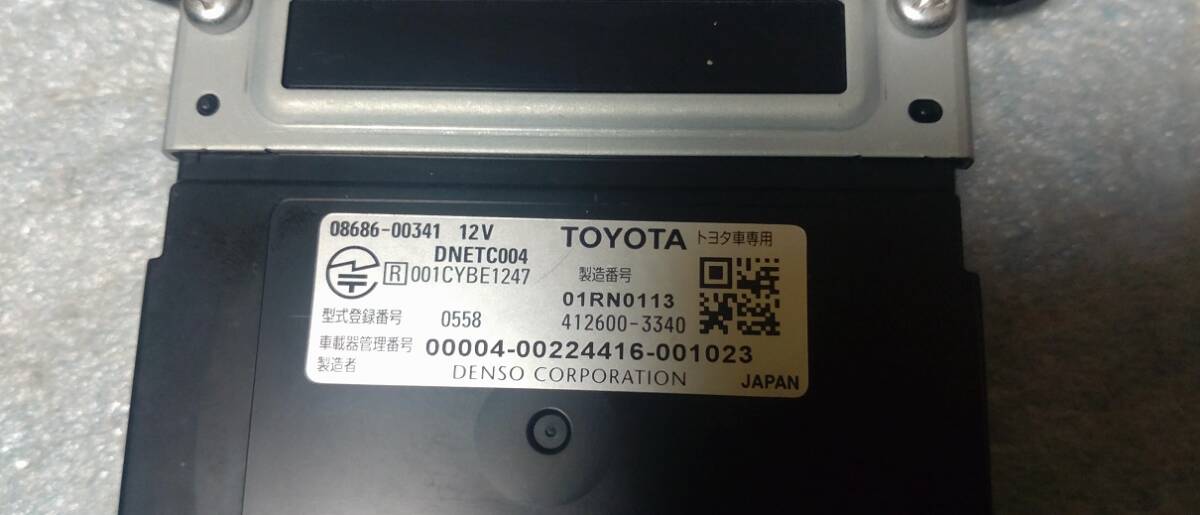 08686-00341 12V TOYOTA トヨタ車専用
DNETC004
R 001CYBE1247 製造番号
01RN0113
型式登録番号 0558 412600-3340
車載器管理番号 00004-00224416-001023
製造者 DENSO CORPORATION JAPAN